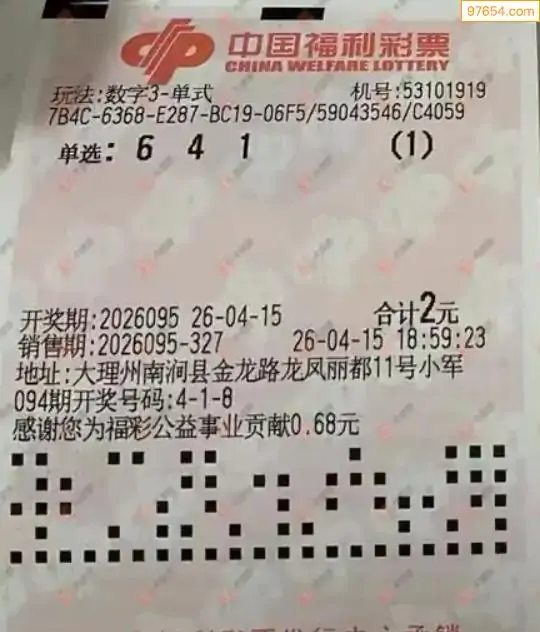 97654.com
中国福利彩票
CHINA WELFARE LOTTERY
玩法:数字3-单式 机号:53101919
7B4C-6368-E287-BC19-06F5/59043546/C4059
单选: 6 4 1 (1)
开奖期:2026095 26-04-15 合计2元
销售期:2026095-327 26-04-15 18:59:23
地址:大理州南涧县金龙路龙凤丽都11号小军
094期开奖号码:4-1-8
感谢您为福彩公益事业贡献0.68元